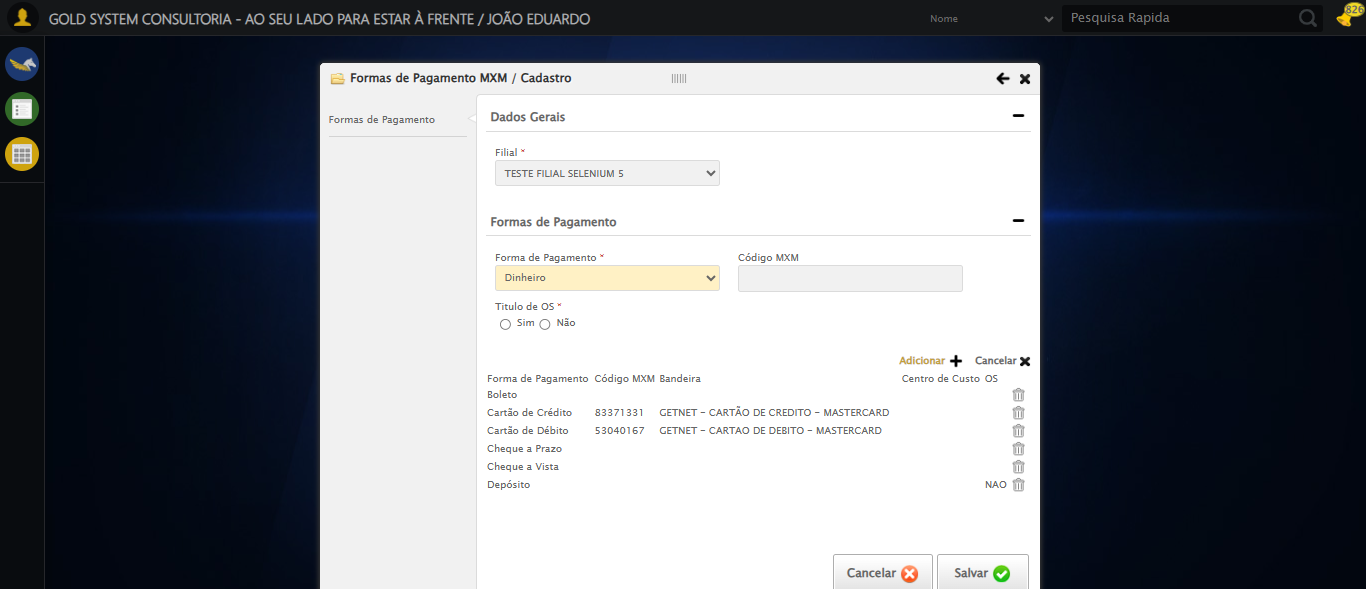 GOLD SYSTEM CONSULTORIA - AO SEU LADO PARA ESTAR À FRENTE / JOÃO EDUARDO
Nome
Pesquisa Rapida
826
Formas de Pagamento MXM / Cadastro
Formas de Pagamento
Dados Gerais
Filial *
TESTE FILIAL SELENIUM 5
Formas de Pagamento
Forma de Pagamento * Código MXM
Dinheiro
Titulo de OS *
Sim Não
Adicionar Cancelar
Forma de Pagamento Código MXM Bandeira Centro de Custo OS
Boleto
Cartão de Crédito 83371331 GETNET - CARTÃO DE CREDITO - MASTERCARD
Cartão de Débito 53040167 GETNET - CARTAO DE DEBITO - MASTERCARD
Cheque a Prazo
Cheque a Vista
Depósito NAO
Cancelar Salvar